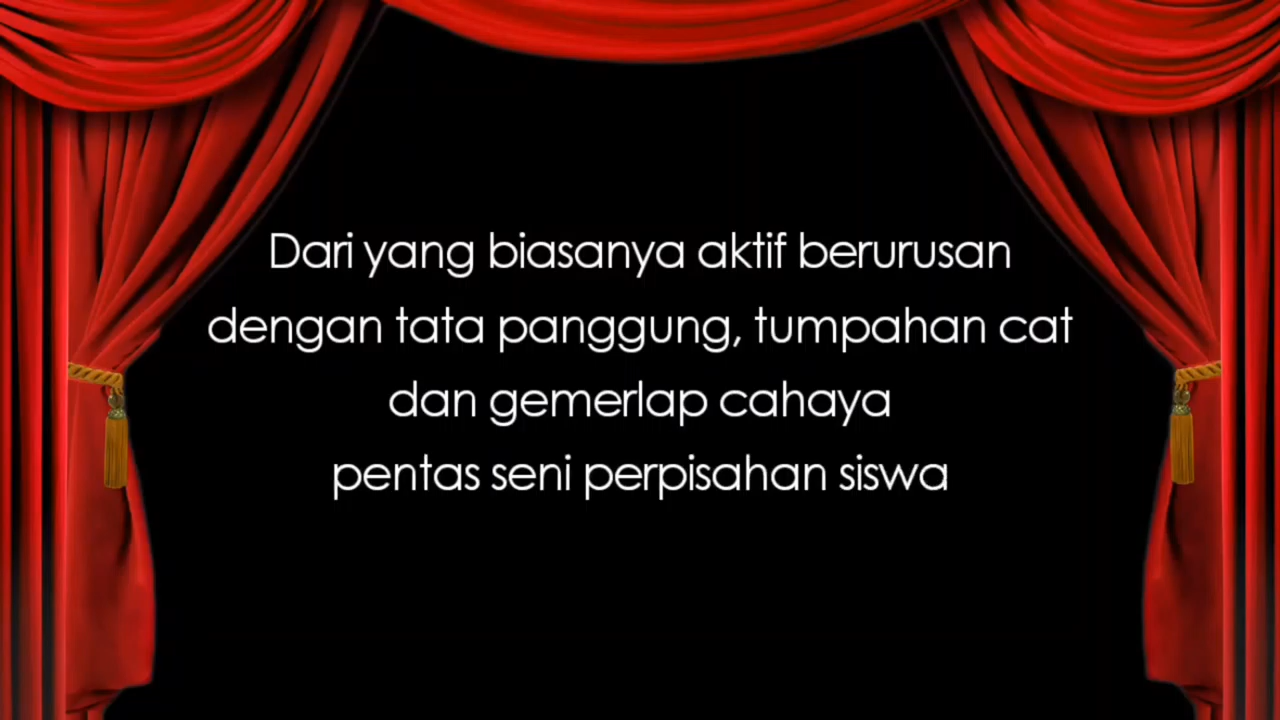 Dari yang biasanya aktif berurusan
dengan tata panggung, tumpahan cat
dan gemerlap cahaya
pentas seni perpisahan siswa